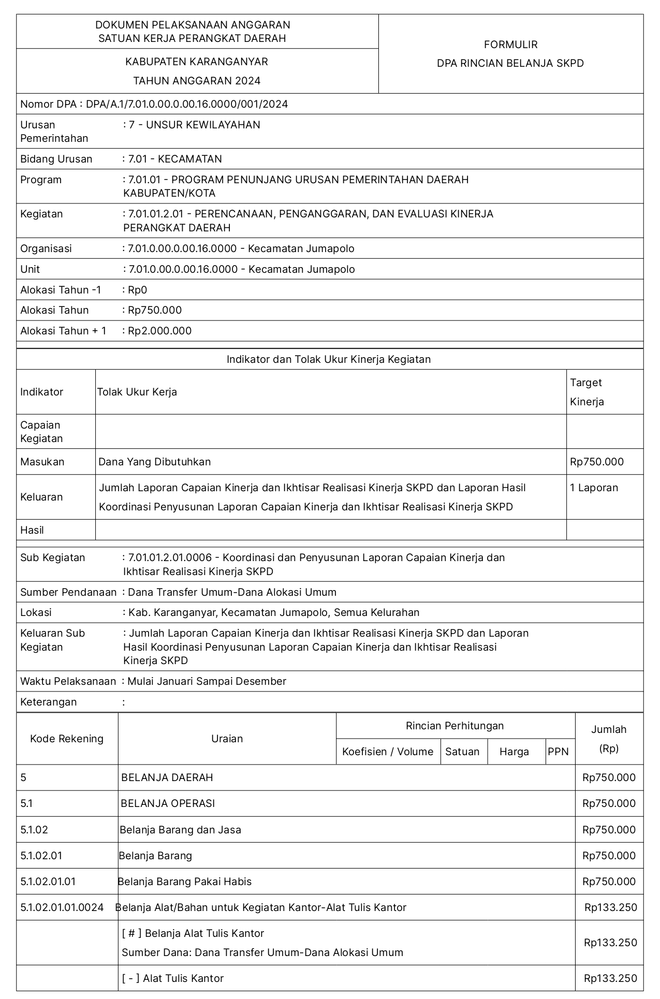 DOKUMEN PELAKSANAAN ANGGARAN
SATUAN KERJA PERANGKAT DAERAH
KABUPATEN KARANGANYAR
TAHUN ANGGARAN 2024
FORMULIR
DPA RINCIAN BELANJA SKPD
Nomor DPA : DPA/A.1/7.01.0.00.0.00.16.0000/001/2024
Urusan Pemerintahan : 7 - UNSUR KEWILAYAHAN
Bidang Urusan : 7.01 - KECAMATAN
Program : 7.01.01 - PROGRAM PENUNJANG URUSAN PEMERINTAHAN DAERAH
KABUPATEN/KOTA
Kegiatan : 7.01.01.2.01 - PERENCANAAN, PENGANGGARAN, DAN EVALUASI KINERJA
PERANGKAT DAERAH
Organisasi : 7.01.0.00.0.00.16.0000 - Kecamatan Jumapolo
Unit : 7.01.0.00.0.00.16.0000 - Kecamatan Jumapolo
Alokasi Tahun -1 : Rp0
Alokasi Tahun : Rp750.000
Alokasi Tahun + 1 : Rp2.000.000
Indikator dan Tolak Ukur Kinerja Kegiatan
Indikator Tolak Ukur Kerja Target
Kinerja
Capaian
Kegiatan
Masukan Dana Yang Dibutuhkan Rp750.000
Keluaran Jumlah Laporan Capaian Kinerja dan Ikhtisar Realisasi Kinerja SKPD dan Laporan Hasil 1 Laporan
Koordinasi Penyusunan Laporan Capaian Kinerja dan Ikhtisar Realisasi Kinerja SKPD
Hasil
Sub Kegiatan : 7.01.01.2.01.0006 - Koordinasi dan Penyusunan Laporan Capaian Kinerja dan
Ikhtisar Realisasi Kinerja SKPD
Sumber Pendanaan : Dana Transfer Umum-Dana Alokasi Umum
Lokasi : Kab. Karanganyar, Kecamatan Jumapolo, Semua Kelurahan
Keluaran Sub : Jumlah Laporan Capaian Kinerja dan Ikhtisar Realisasi Kinerja SKPD dan Laporan
Kegiatan Hasil Koordinasi Penyusunan Laporan Capaian Kinerja dan Ikhtisar Realisasi
Kinerja SKPD
Waktu Pelaksanaan : Mulai Januari Sampai Desember
Keterangan :
Kode Rekening Uraian Rincian Perhitungan Jumlah
(Rp)
Koefisien / Volume Satuan Harga PPN
5 BELANJA DAERAH Rp750.000
5.1 BELANJA OPERASI Rp750.000
5.1.02 Belanja Barang dan Jasa Rp750.000
5.1.02.01 Belanja Barang Rp750.000
5.1.02.01.01 Belanja Barang Pakai Habis Rp750.000
5.1.02.01.01.0024 Belanja Alat/Bahan untuk Kegiatan Kantor-Alat Tulis Kantor Rp133.250
[ # ] Belanja Alat Tulis Kantor Rp133.250
Sumber Dana: Dana Transfer Umum-Dana Alokasi Umum
[ - ] Alat Tulis Kantor Rp133.250